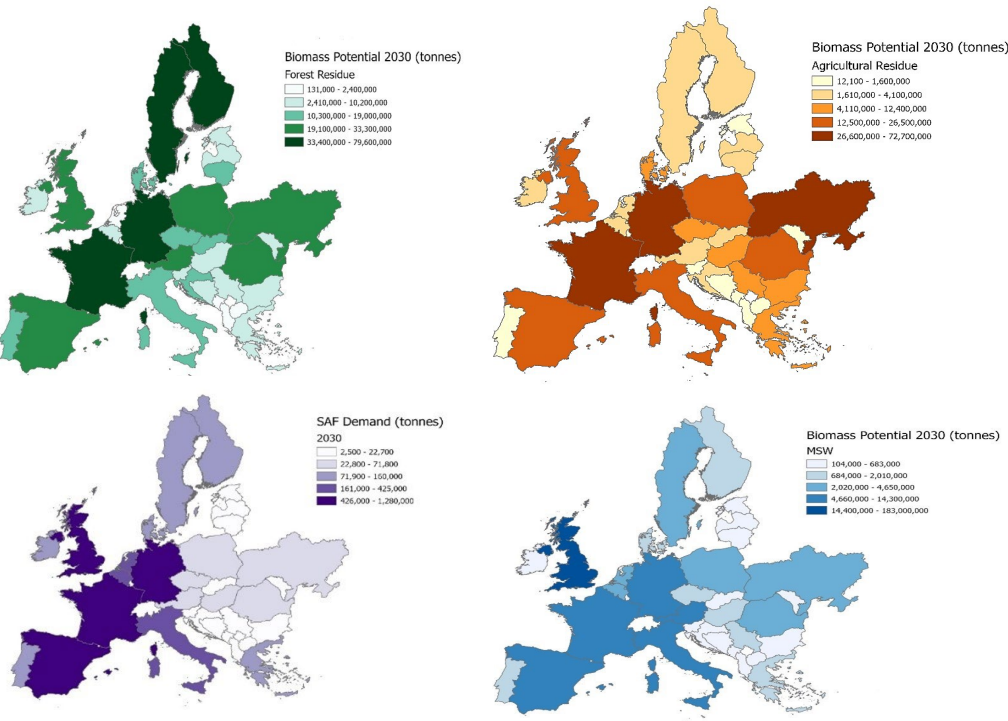 Biomass Potential 2030 (tonnes)
Forest Residue
131,000 - 2,400,000
2,410,000 - 10,200,000
10,300,000 - 19,000,000
19,100,000 - 33,300,000
33,400,000 - 79,600,000
Biomass Potential 2030 (tonnes)
Agricultural Residue
12,100 - 1,600,000
1,610,000 - 4,100,000
4,110,000 - 12,400,000
12,500,000 - 26,500,000
26,600,000 - 72,700,000
SAF Demand (tonnes)
2030
2,500 - 22,700
22,800 - 71,800
71,900 - 160,000
161,000 - 425,000
426,000 - 1,280,000
Biomass Potential 2030 (tonnes)
MSW
104,000 - 683,000
684,000 - 2,010,000
2,020,000 - 4,650,000
4,660,000 - 14,300,000
14,400,000 - 183,000,000